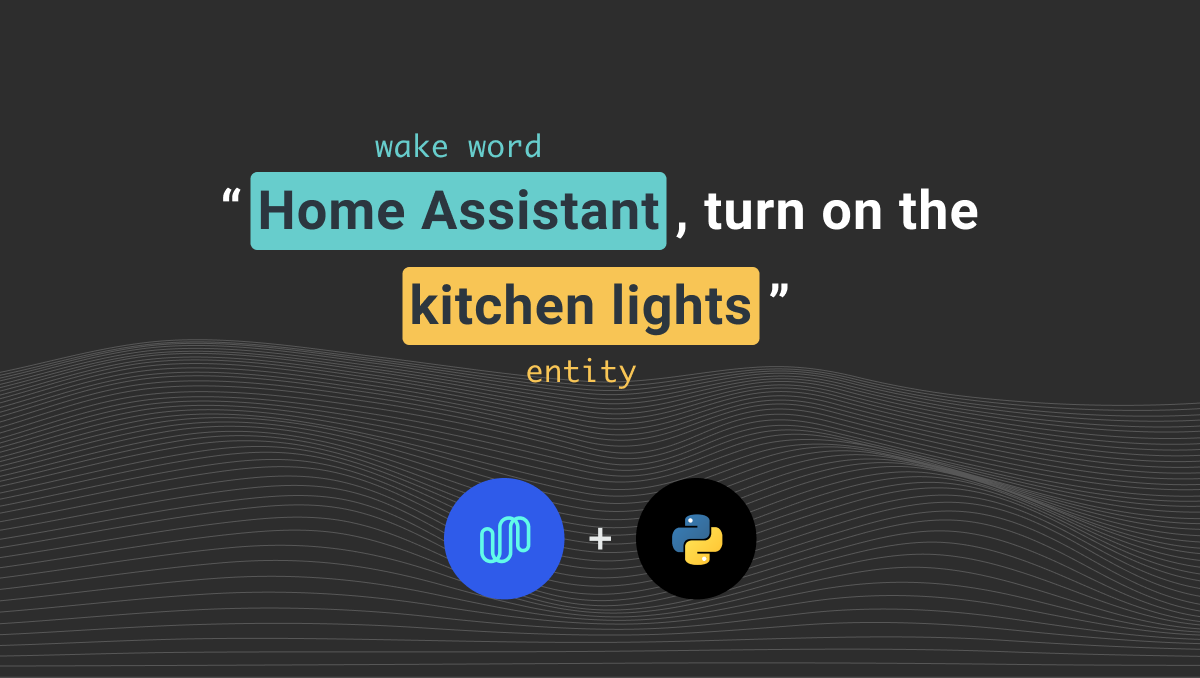 wake word
“Home Assistant, turn on the
kitchen lights”
entity
+